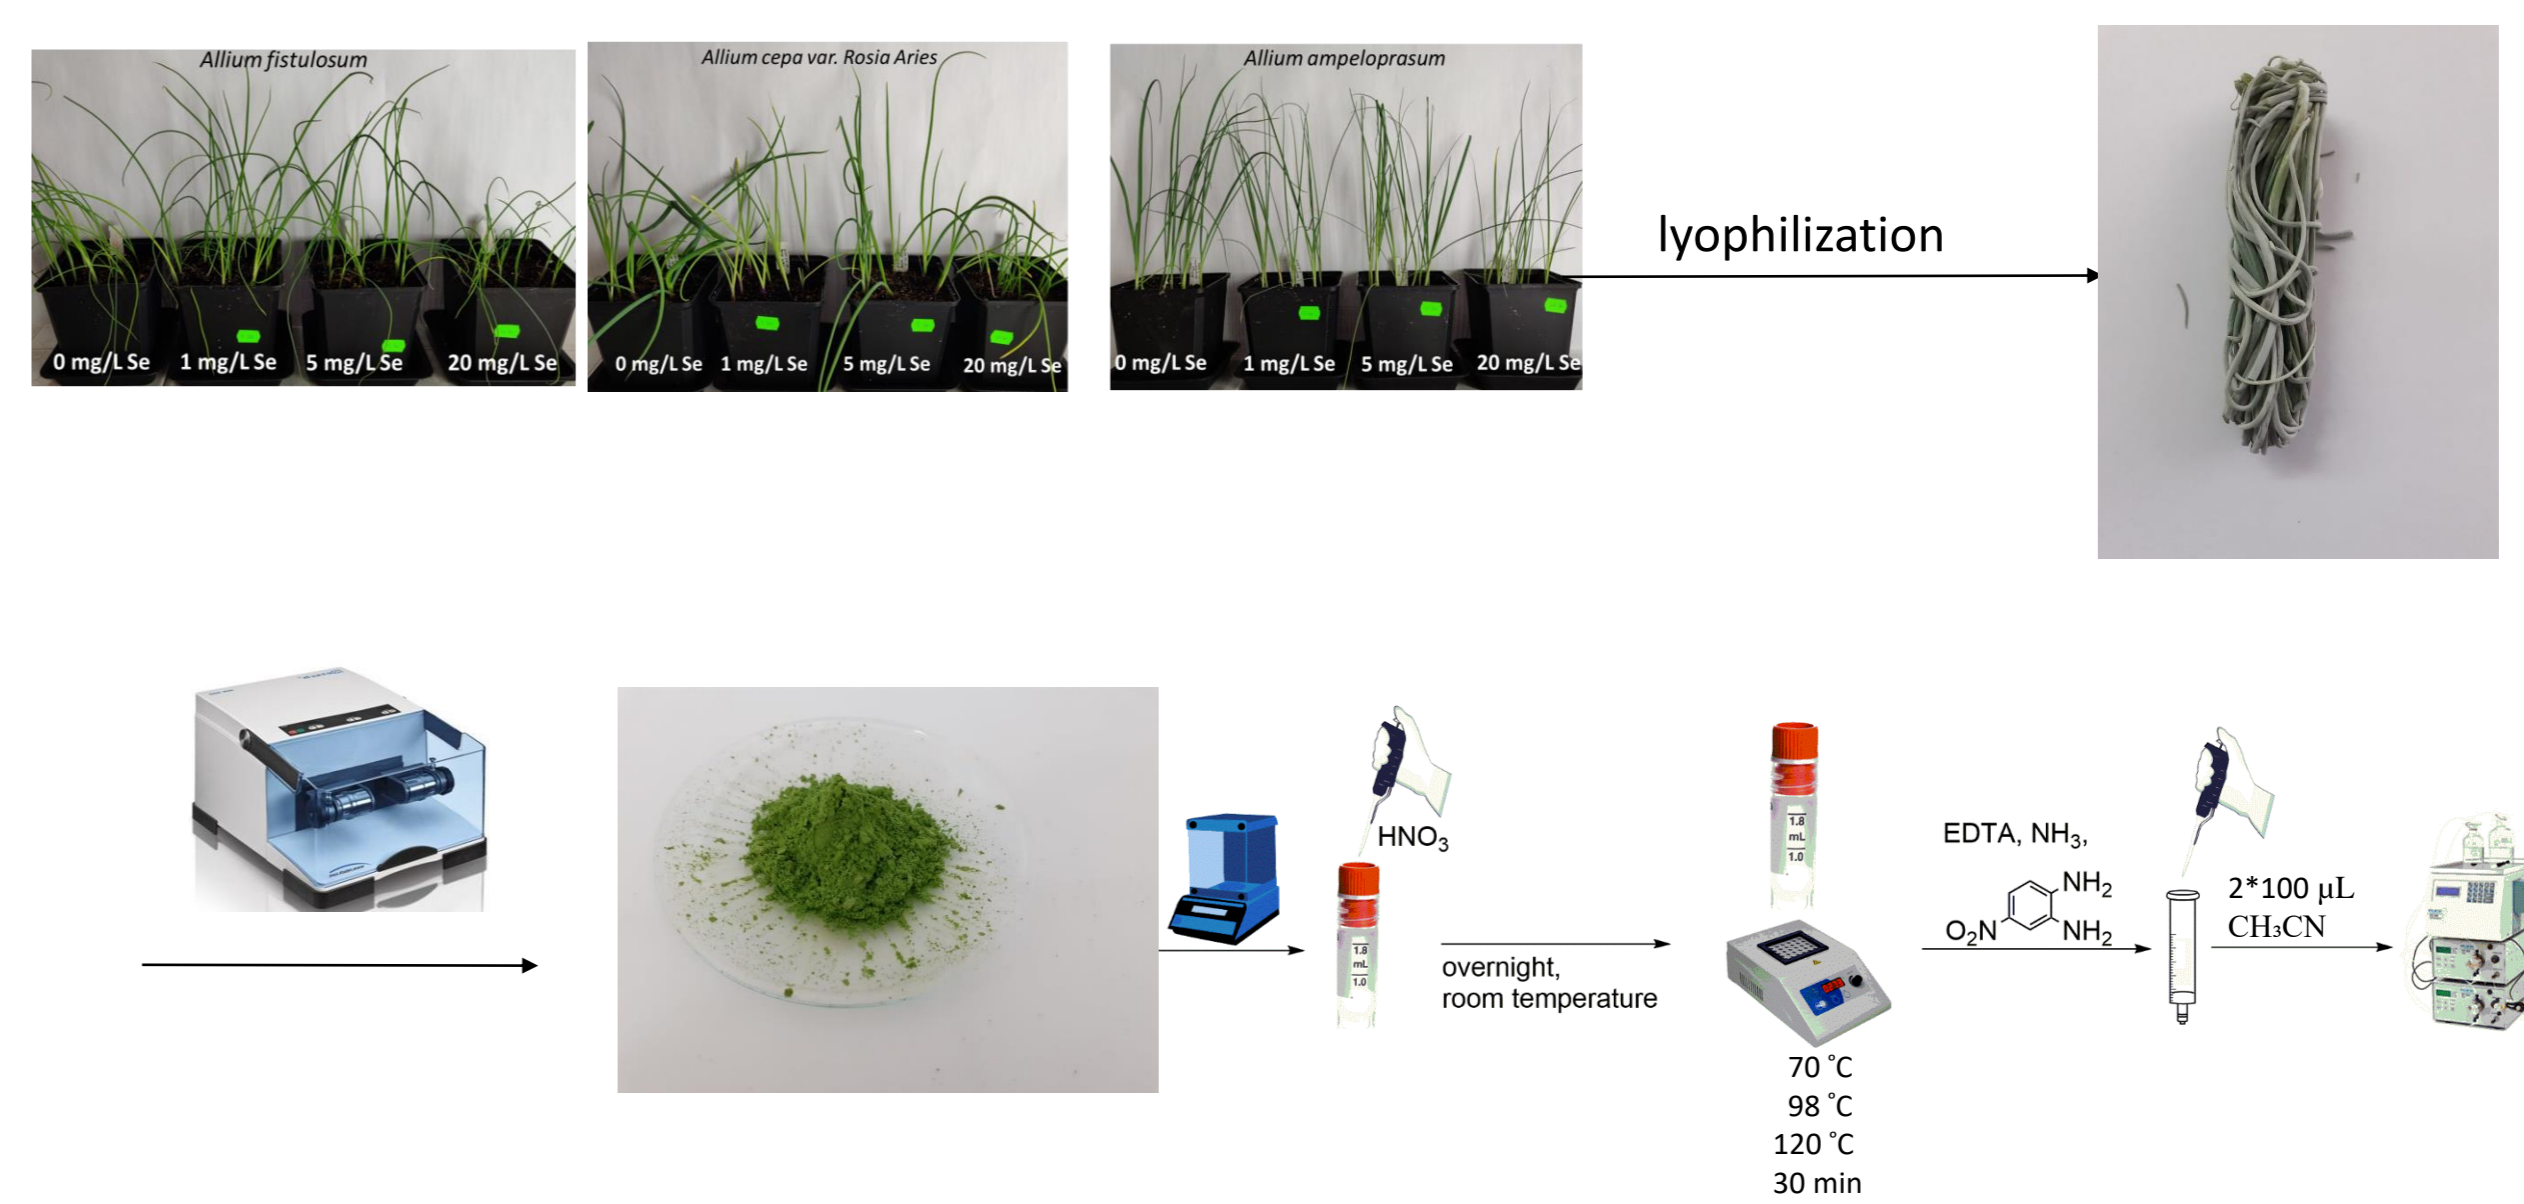 Allium fistulosum
0 mg/L Se
1 mg/L Se
5 mg/L Se
20 mg/L Se
Allium cepa var. Rosia Aries
0 mg/L Se
1 mg/L Se
5 mg/L Se
20 mg/L Se
Allium ampeloprasum
0 mg/L Se
1 mg/L Se
5 mg/L Se
20 mg/L Se
lyophilization
HNO₃
1.8
mL
1.0
overnight,
room temperature
1.8
mL
1.0
70 °C
98 °C
120 °C
30 min
EDTA, NH₃,
NH₂
O₂N
NH₂
2*100 µL
CH₃CN